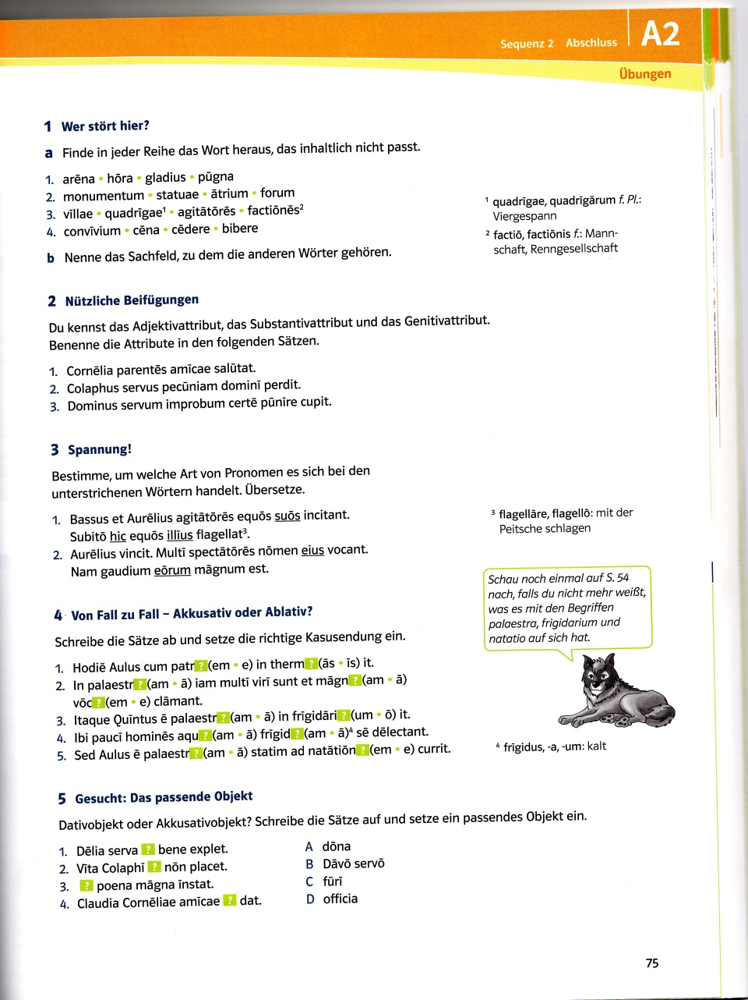 Sequenz 2 Abschluss A2
Übungen
1 Wer stört hier?
a Finde in jeder Reihe das Wort heraus, das inhaltlich nicht passt.
1. arēna • hōra • gladius • pūgna
2. monumentum • statuae • ātrium • forum
3. vīllae • quadrīgae¹ • agitātōrēs • factiōnēs²
4. convīvium • cēna • cēdere • bibere
¹ quadrīgae, quadrīgārum f. Pl.:
Viergespann
² factiō, factiōnis f.: Mann-
schaft, Renngesellschaft
b Nenne das Sachfeld, zu dem die anderen Wörter gehören.
2 Nützliche Beifügungen
Du kennst das Adjektivattribut, das Substantivattribut und das Genitivattribut.
Benenne die Attribute in den folgenden Sätzen.
1. Cornēlia parentēs amīcae salūtat.
2. Colaphus servus pecūniam dominī perdit.
3. Dominus servum improbum certē pūnīre cupit.
3 Spannung!
Bestimme, um welche Art von Pronomen es sich bei den
unterstrichenen Wörtern handelt. Übersetze.
1. Bassus et Aurēlius agitātōrēs equōs suōs incitant.
Subitō hic equōs illīus flagellat³.
2. Aurēlius vincit. Multī spectātōrēs nōmen eius vocant.
Nam gaudium eōrum māgnum est.
³ flagellāre, flagellō: mit der
Peitsche schlagen
Schau noch einmal auf S. 54
nach, falls du nicht mehr weißt,
was es mit den Begriffen
palaestra, frigidarium und
natatio auf sich hat.
4 Von Fall zu Fall – Akkusativ oder Ablativ?
Schreibe die Sätze ab und setze die richtige Kasusendung ein.
1. Hodiē Aulus cum patr?(em • e) in therm?(ās • īs) it.
2. In palaestr?(am • ā) iam multī virī sunt et māgn?(am • ā)
vōc?(em • e) clāmant.
3. Itaque Quīntus ē palaestr?(am • ā) in frīgidāri?(um • ō) it.
4. Ibi paucī hominēs aqu?(am • ā) frīgid?(am • ā)⁴ sē dēlectant.
5. Sed Aulus ē palaestr?(am • ā) statim ad natātiōn?(em • e) currit.
⁴ frīgidus, -a, -um: kalt
5 Gesucht: Das passende Objekt
Dativobjekt oder Akkusativobjekt? Schreibe die Sätze auf und setze ein passendes Objekt ein.
1. Dēlia serva ? bene explet.
2. Vīta Colaphī ? nōn placet.
3. ? poena māgna īnstat.
4. Claudia Cornēliae amīcae ? dat.
A dōna
B Dāvō servō
C fūrī
D officia
75